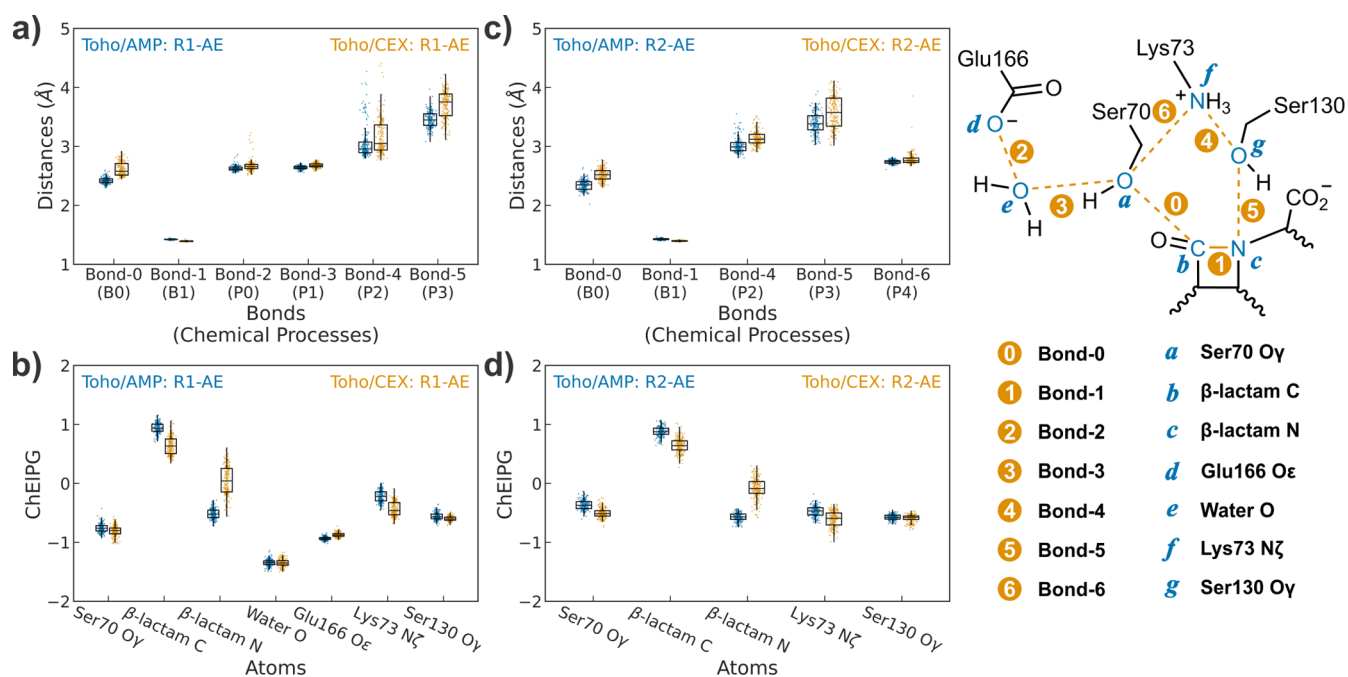 a)
Toho/AMP: R1-AE
Toho/CEX: R1-AE
Distances (Å)
5
4
3
2
1
Bond-0
(B0)
Bond-1
(B1)
Bond-2
(P0)
Bond-3
(P1)
Bond-4
(P2)
Bond-5
(P3)
Bonds
(Chemical Processes)
c)
Toho/AMP: R2-AE
Toho/CEX: R2-AE
Distances (Å)
5
4
3
2
1
Bond-0
(B0)
Bond-1
(B1)
Bond-4
(P2)
Bond-5
(P3)
Bond-6
(P4)
Bonds
(Chemical Processes)
b)
Toho/AMP: R1-AE
Toho/CEX: R1-AE
ChElPG
2
1
0
−1
−2
Ser70 Oγ
β-lactam C
β-lactam N
Water O
Glu166 Oε
Lys73 Nζ
Ser130 Oγ
Atoms
d)
Toho/AMP: R2-AE
Toho/CEX: R2-AE
ChElPG
2
1
0
−1
−2
Ser70 Oγ
β-lactam C
β-lactam N
Lys73 Nζ
Ser130 Oγ
Atoms
Lys73
Glu166
O
f
+
NH3
Ser70
Ser130
6
4
d
O−
2
O
g
H
H
O
e
H
3
H
O
a
0
5
CO2−
O
C
b
1
N
c
0 Bond-0
a Ser70 Oγ
1 Bond-1
b β-lactam C
2 Bond-2
c β-lactam N
3 Bond-3
d Glu166 Oε
4 Bond-4
e Water O
5 Bond-5
f Lys73 Nζ
6 Bond-6
g Ser130 Oγ